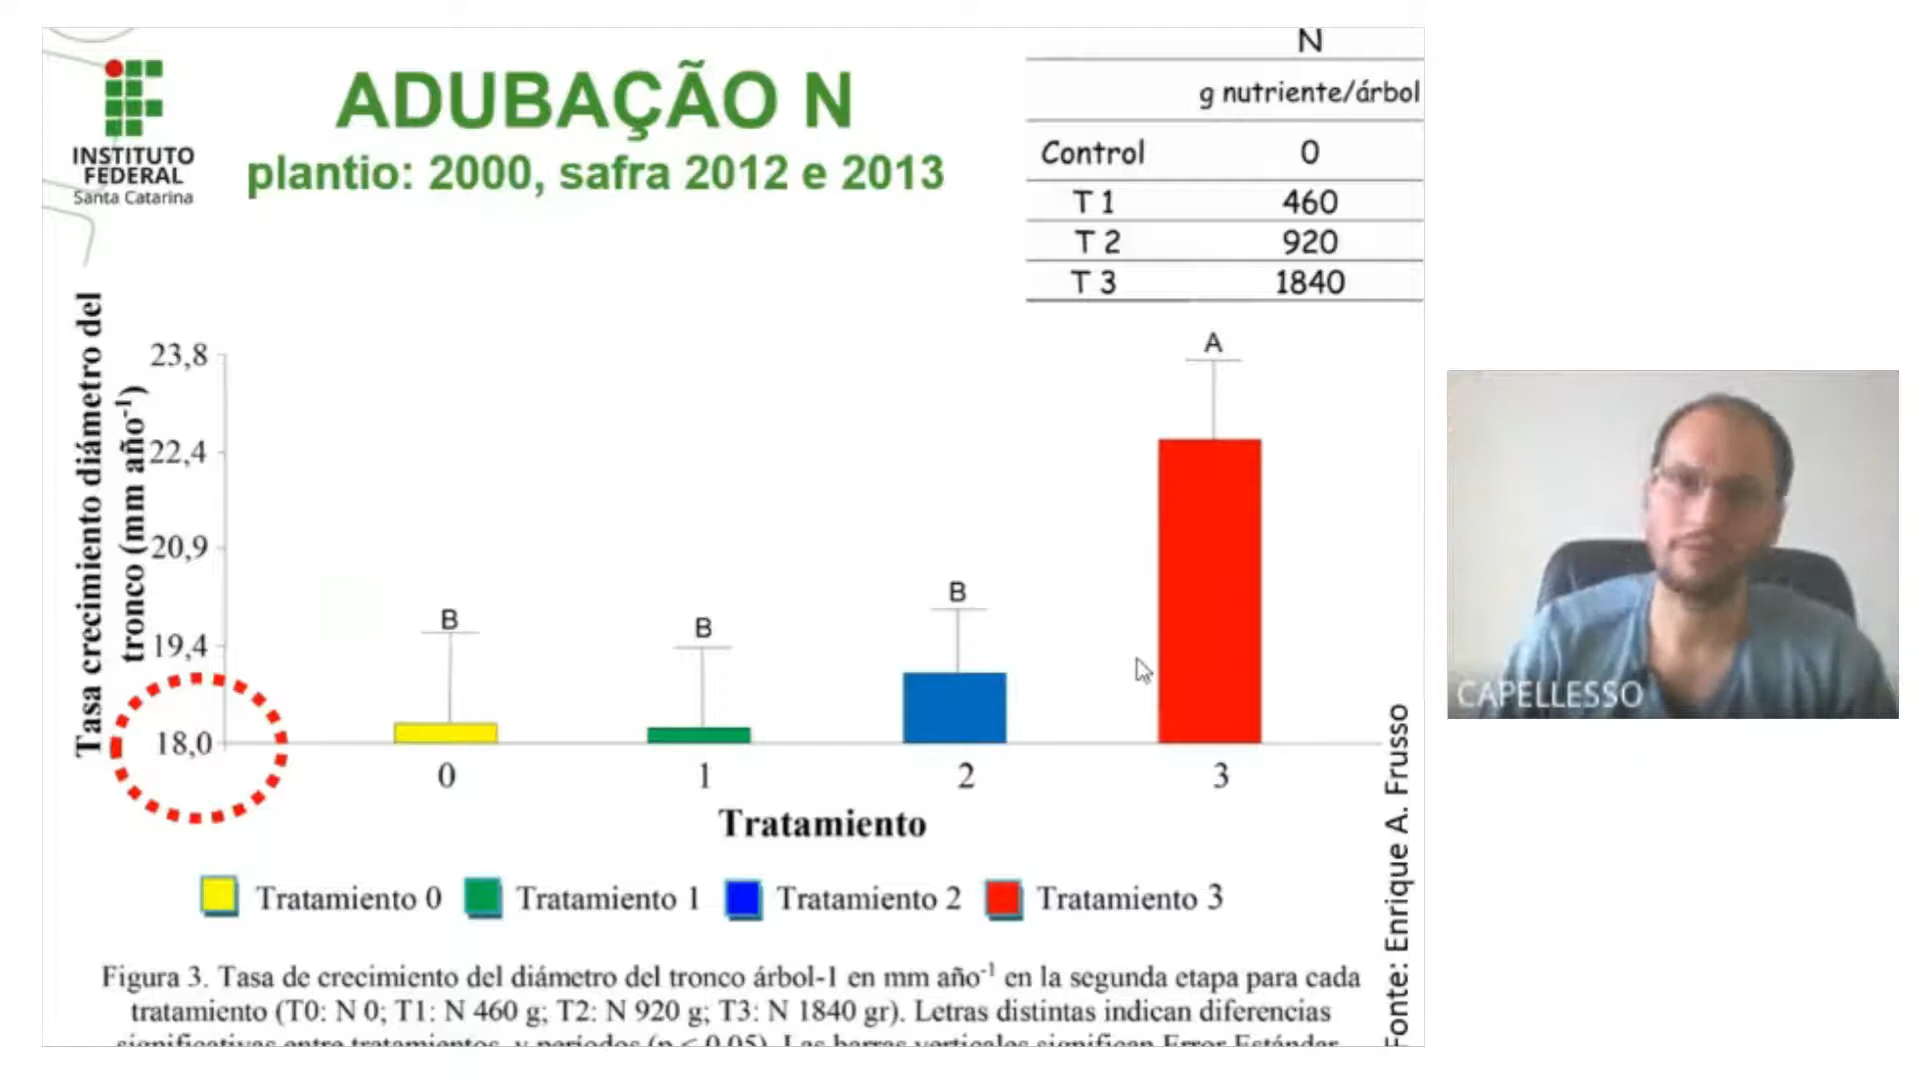 INSTITUTO
FEDERAL
Santa Catarina
ADUBAÇÃO N
plantio: 2000, safra 2012 e 2013
N
g nutriente/árbol
Control 0
T 1 460
T 2 920
T 3 1840
Tasa crecimiento diámetro del
tronco (mm año⁻¹)
23,8
22,4
20,9
19,4
18,0
B
B
B
A
0 1 2 3
Tratamiento
Tratamiento 0 Tratamiento 1 Tratamiento 2 Tratamiento 3
Figura 3. Tasa de crecimiento del diámetro del tronco árbol-1 en mm año⁻¹ en la segunda etapa para cada
tratamiento (T0: N 0; T1: N 460 g; T2: N 920 g; T3: N 1840 gr). Letras distintas indican diferencias
significativas entre tratamientos y períodos (p < 0.05). Las barras verticales significan Error Estándar
Fonte: Enrique A. Frusso
CAPELLESSO